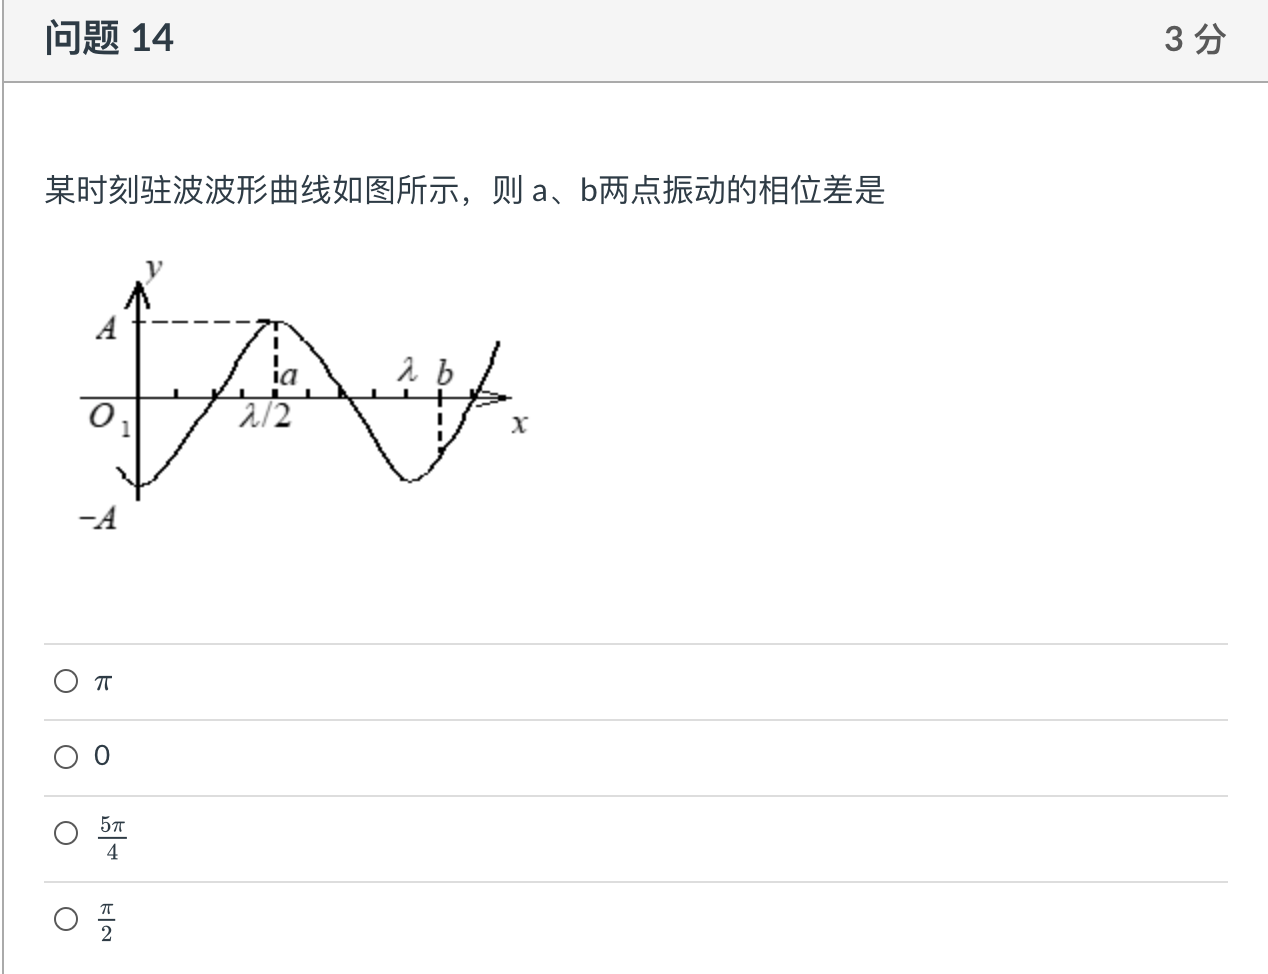 问题 14
3 分
某时刻驻波波形曲线如图所示，则 a、b两点振动的相位差是
y
A
a
λ b
O 1
λ/2
x
−A
π
0
5π/4
π/2